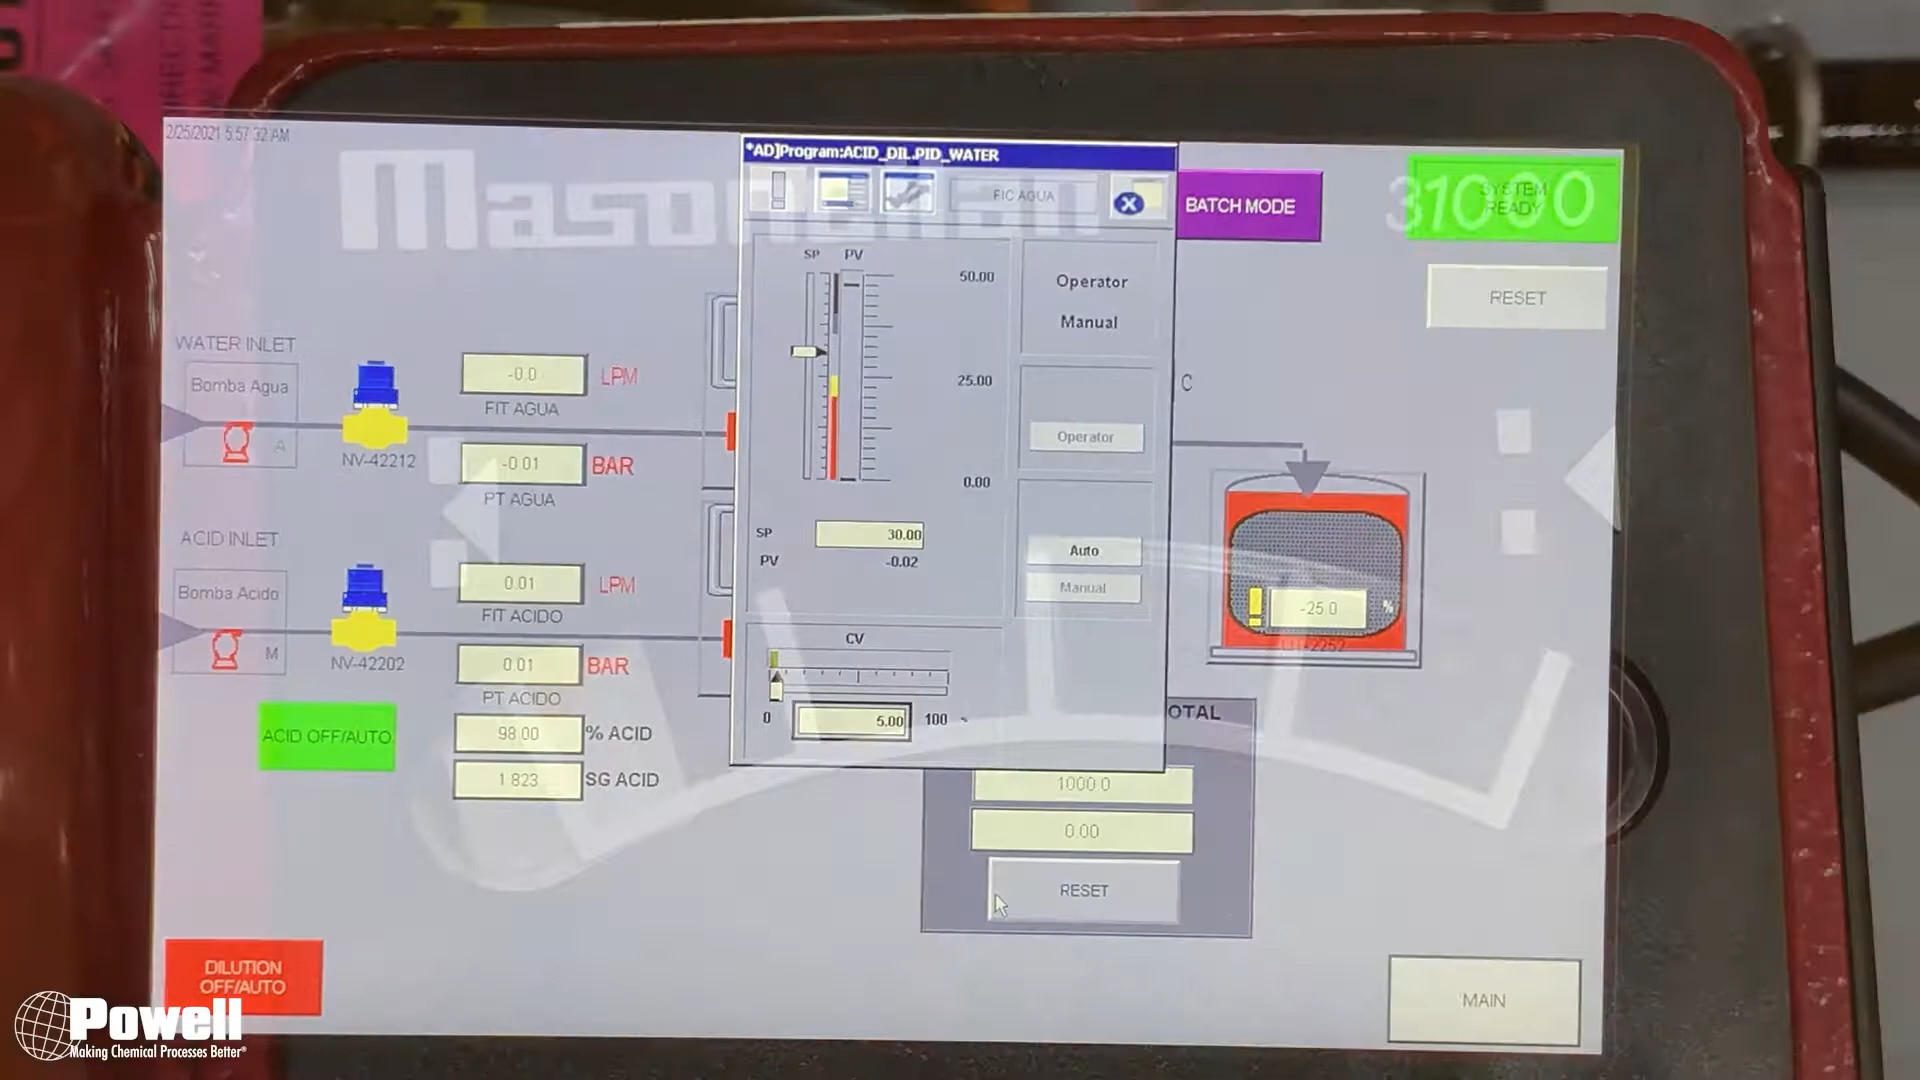 2/25/2021 5:57:32 AM
Masoneilan
*AD]Program:ACID_DIL.PID_WATER
FIC AGUA
BATCH MODE
SYSTEM
READY
31000
RESET
SP PV
50.00
25.00
0.00
Operator
Manual
Operator
SP 30.00
PV -0.02
Auto
Manual
CV
0 5.00 100
WATER INLET
Bomba Agua
A
NV-42212
-0.0 LPM
FIT AGUA
-0.01 BAR
PT AGUA
ACID INLET
Bomba Acido
M
NV-42202
0.01 LPM
FIT ACIDO
0.01 BAR
PT ACIDO
ACID OFF/AUTO
98.00 % ACID
1.823 SG ACID
C
-25.0 %
OTAL
1000.0
0.00
RESET
DILUTION
OFF/AUTO
MAIN
Powell
Making Chemical Processes Better®